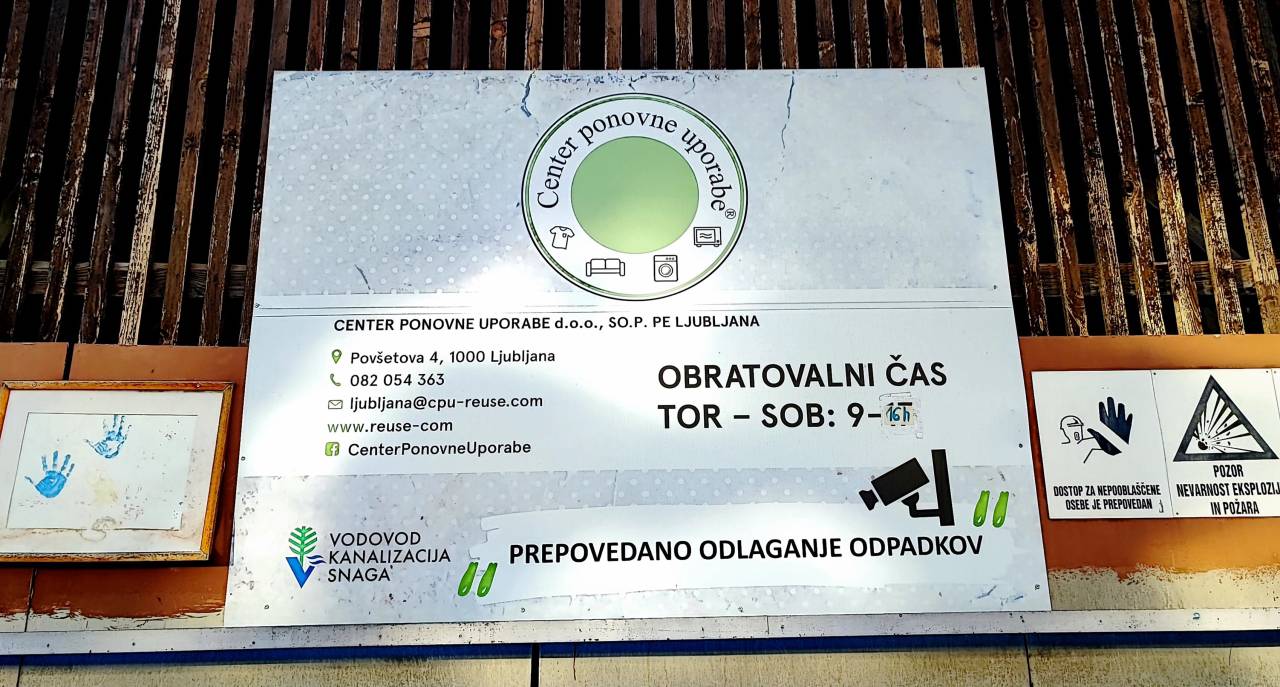 Center ponovne uporabe®
CENTER PONOVNE UPORABE d.o.o., SO.P. PE LJUBLJANA
Povšetova 4, 1000 Ljubljana
082 054 363
ljubljana@cpu-reuse.com
www.reuse-com
CenterPonovneUporabe
OBRATOVALNI ČAS
TOR – SOB: 9-16h
VODOVOD
KANALIZACIJA
SNAGA
PREPOVEDANO ODLAGANJE ODPADKOV
DOSTOP ZA NEPOOBLAŠČENE
OSEBE JE PREPOVEDAN
POZOR
NEVARNOST EKSPLOZIJ
IN POŽARA